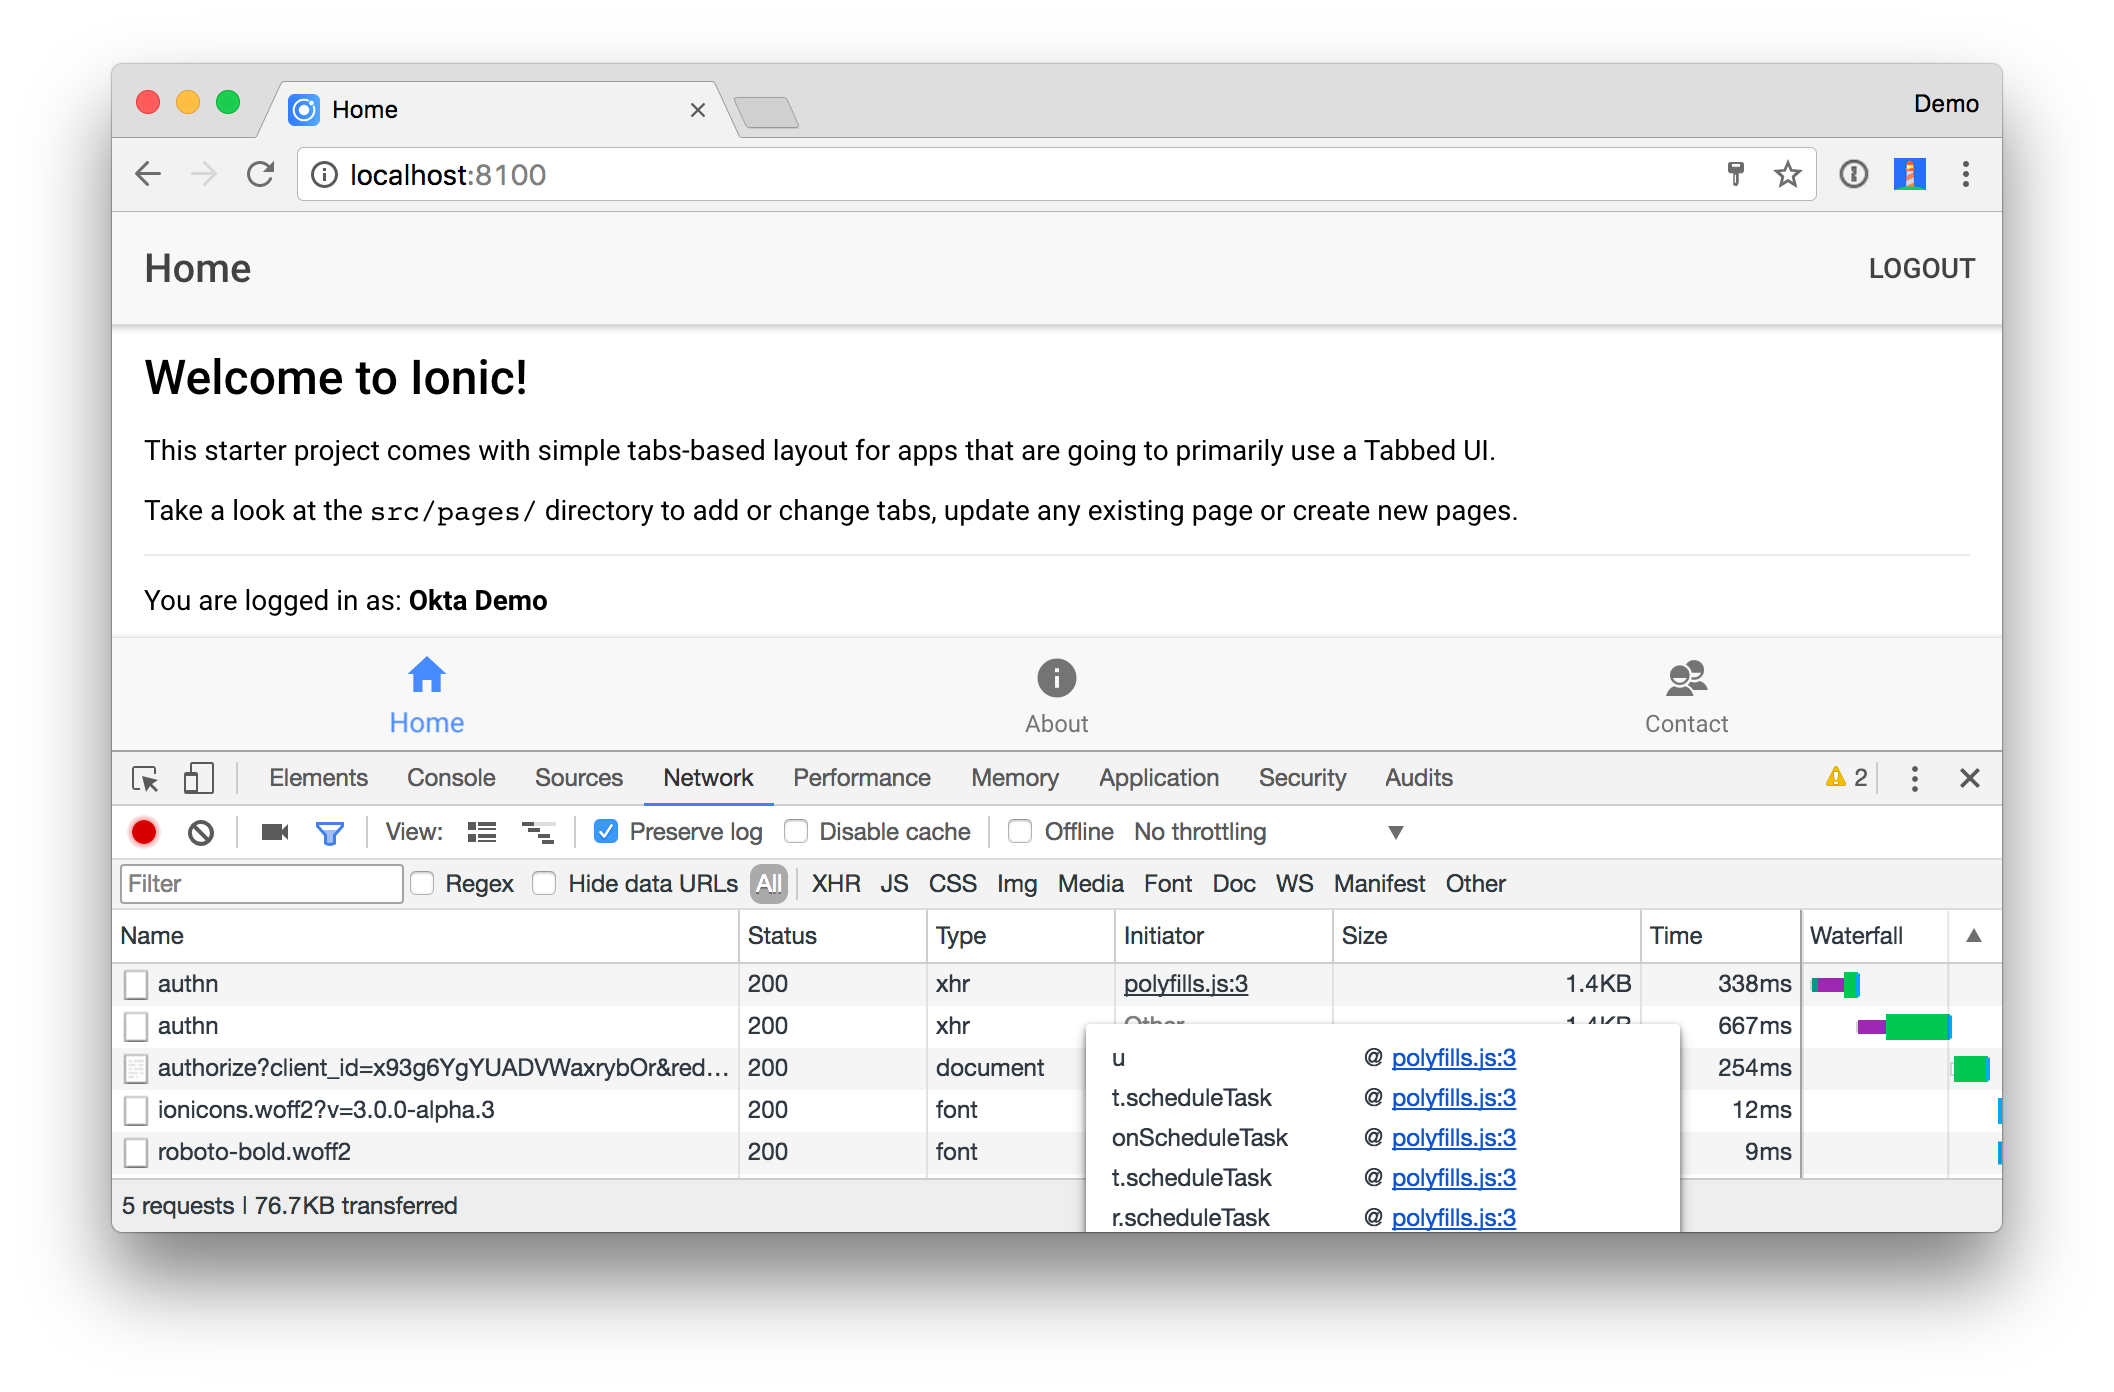 Home
Demo
localhost:8100
Home LOGOUT
Welcome to Ionic!
This starter project comes with simple tabs-based layout for apps that are going to primarily use a Tabbed UI.
Take a look at the src/pages/ directory to add or change tabs, update any existing page or create new pages.
You are logged in as: Okta Demo
Home About Contact
Elements Console Sources Network Performance Memory Application Security Audits 2
View: Preserve log Disable cache Offline No throttling
Filter Regex Hide data URLs All XHR JS CSS Img Media Font Doc WS Manifest Other
Name Status Type Initiator Size Time Waterfall
authn 200 xhr polyfills.js:3 1.4KB 338ms
authn 200 xhr Other 1.4KB 667ms
authorize?client_id=x93g6YgYUADVWaxrybOr&red... 200 document 254ms
ionicons.woff2?v=3.0.0-alpha.3 200 font 12ms
roboto-bold.woff2 200 font 9ms
u @ polyfills.js:3
t.scheduleTask @ polyfills.js:3
onScheduleTask @ polyfills.js:3
t.scheduleTask @ polyfills.js:3
r.scheduleTask @ polyfills.js:3
5 requests | 76.7KB transferred